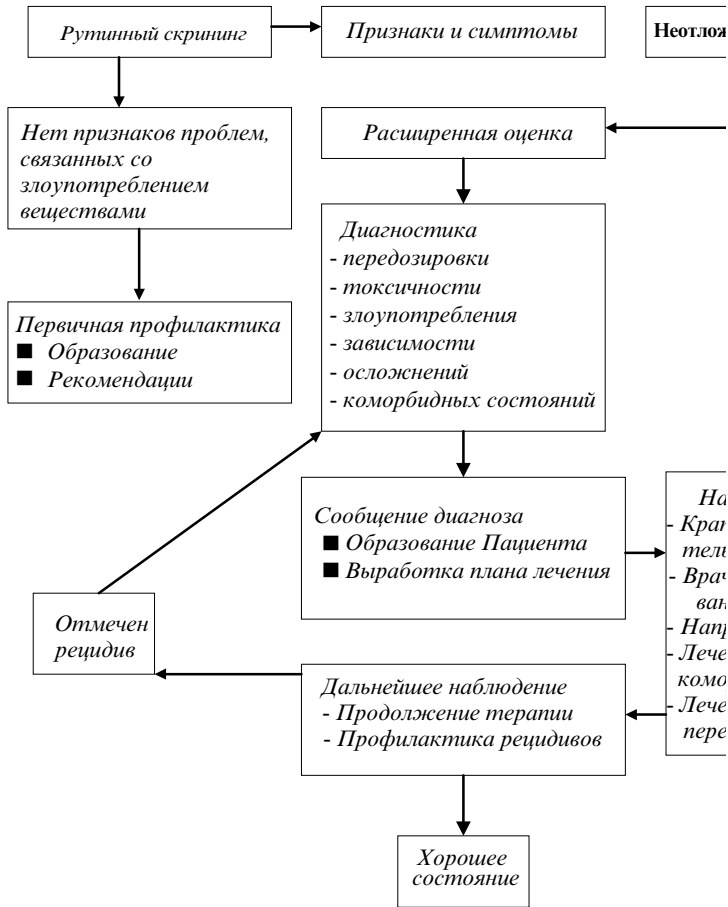 Рутинный скрининг
Признаки и симптомы
Нет признаков проблем,
связанных со
злоупотреблением
веществами
Расширенная оценка
Первичная профилактика
■ Образование
■ Рекомендации
Диагностика
- передозировки
- токсичности
- злоупотребления
- зависимости
- осложнений
- коморбидных состояний
Сообщение диагноза
■ Образование Пациента
■ Выработка плана лечения
Отмечен
рецидив
Дальнейшее наблюдение
- Продолжение терапии
- Профилактика рецидивов
Хорошее
состояние